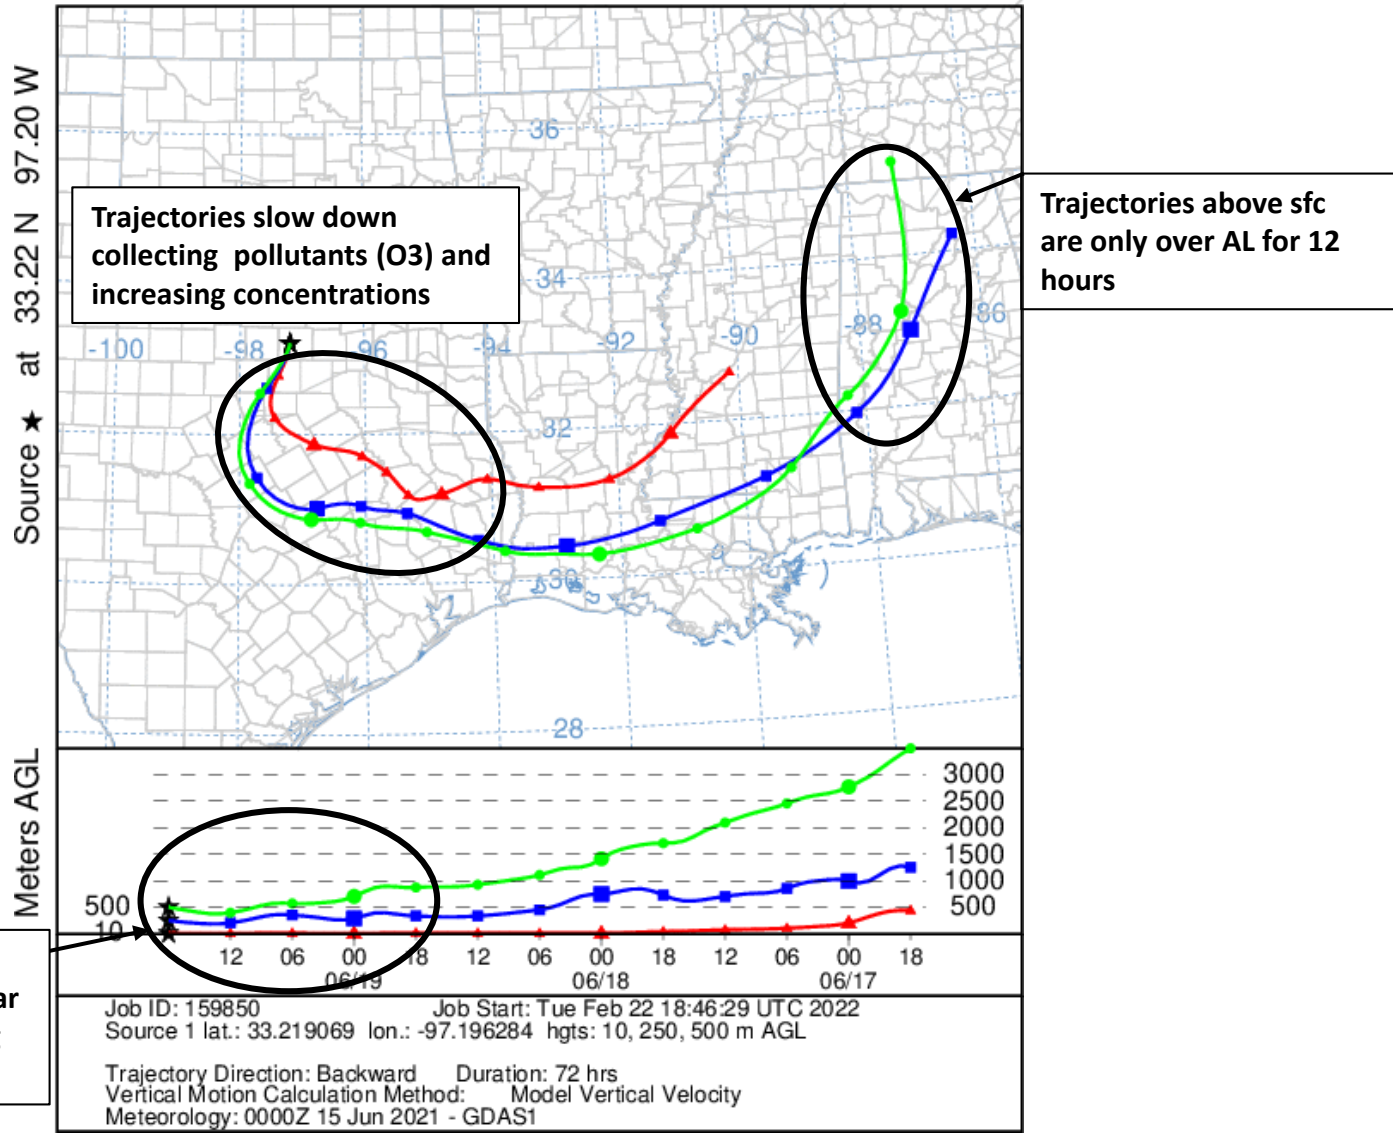 Source ★ at 33.22 N 97.20 W
36
Trajectories slow down
collecting pollutants (O3) and
increasing concentrations
Trajectories above sfc
are only over AL for 12
hours
34
-100
-98
-96
-94
-92
-90
-88
86
32
30
28
Meters AGL
3000
2500
2000
1500
1000
500
500
10
12 06 00 18 12 06 00 18 12 06 00 18
06/19 06/18 06/17
Job ID: 159850 Job Start: Tue Feb 22 18:46:29 UTC 2022
Source 1 lat.: 33.219069 lon.: -97.196284 hgts: 10, 250, 500 m AGL
Trajectory Direction: Backward Duration: 72 hrs
Vertical Motion Calculation Method: Model Vertical Velocity
Meteorology: 0000Z 15 Jun 2021 - GDAS1